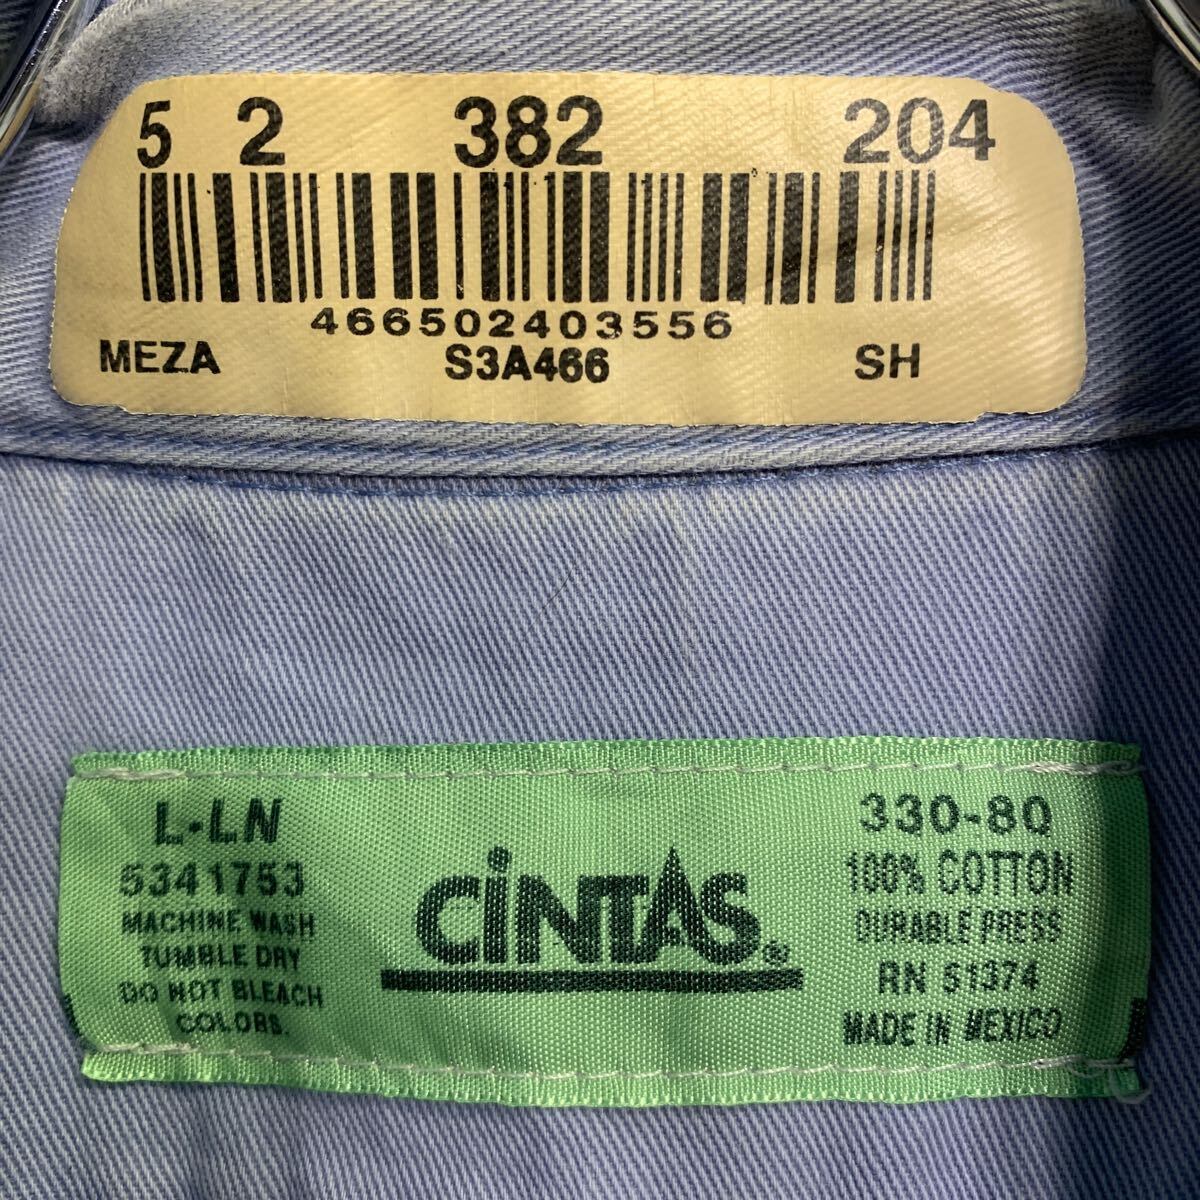 5 2 382 204
466502403556
MEZA S3A466 SH
L-LN
5341753
MACHINE WASH
TUMBLE DRY
DO NOT BLEACH
COLORS.
CiNTAS®
330-80
100% COTTON
DURABLE PRESS
RN 51374
MADE IN MEXICO